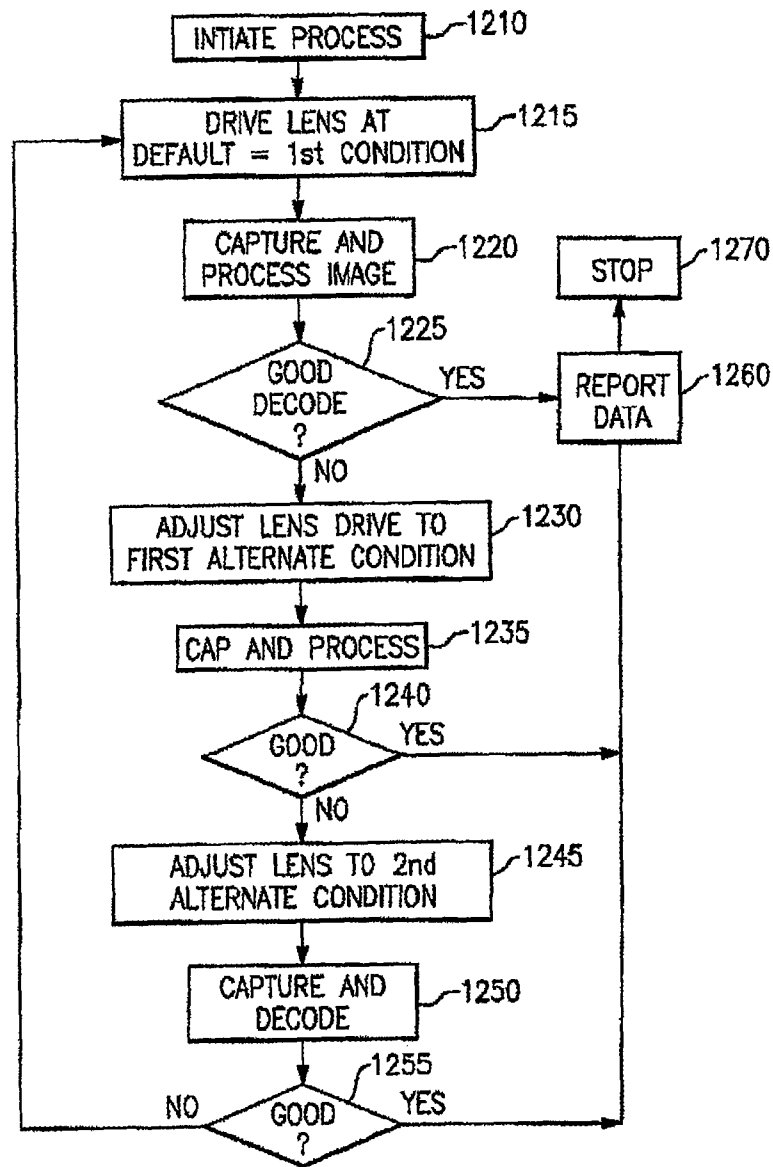 INTIATE PROCESS
1210
DRIVE LENS AT
DEFAULT = 1st CONDITION
1215
CAPTURE AND
PROCESS IMAGE
1220
STOP
1270
1225
GOOD
DECODE
?
YES
REPORT
DATA
1260
NO
ADJUST LENS DRIVE TO
FIRST ALTERNATE CONDITION
1230
CAP AND PROCESS
1235
1240
GOOD
?
YES
NO
ADJUST LENS TO 2nd
ALTERNATE CONDITION
1245
CAPTURE AND
DECODE
1250
1255
NO
GOOD
?
YES